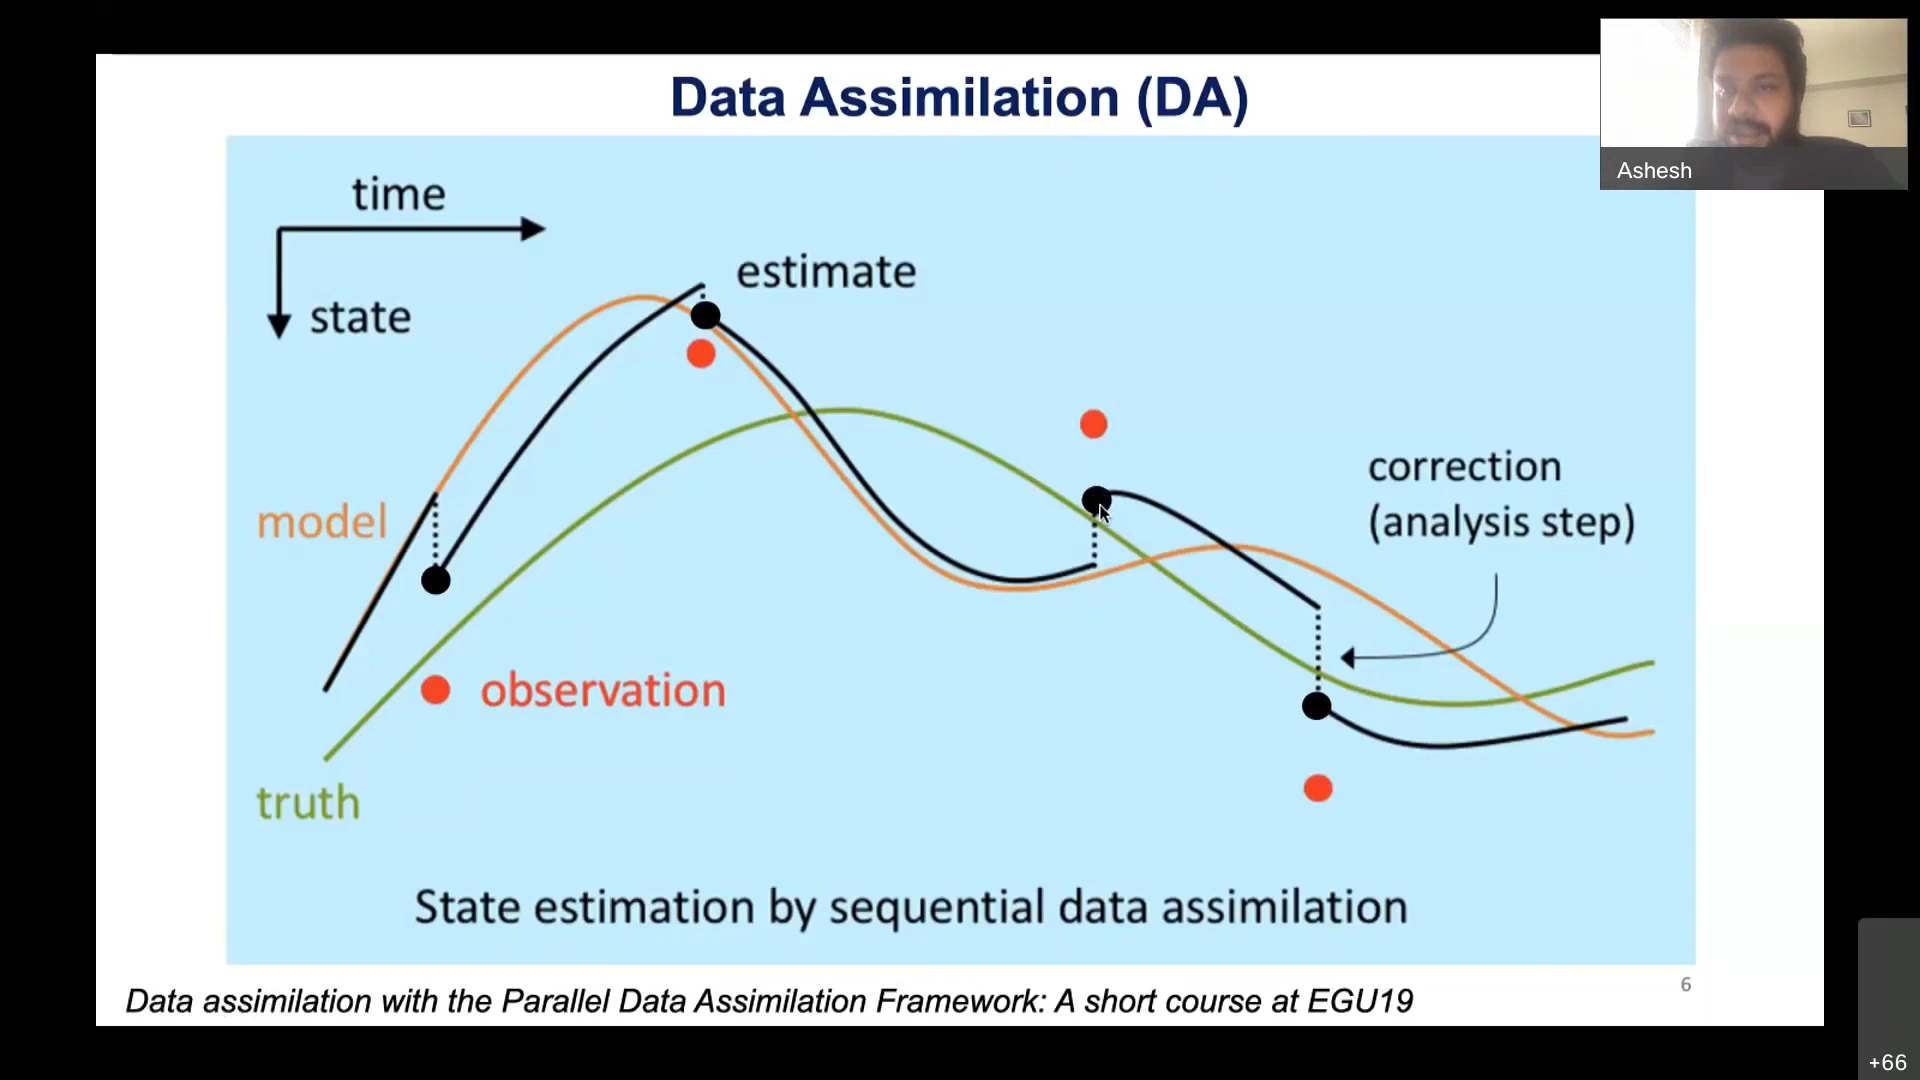 Data Assimilation (DA)
Ashesh
time
estimate
state
correction
(analysis step)
model
observation
truth
State estimation by sequential data assimilation
6
Data assimilation with the Parallel Data Assimilation Framework: A short course at EGU19
+66